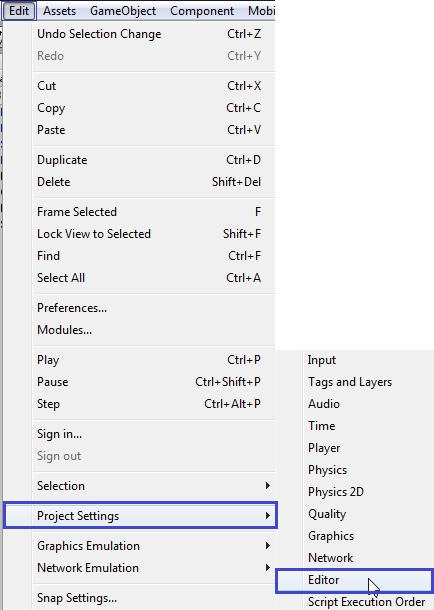 Edit Assets GameObject Component Mobi
Undo Selection Change Ctrl+Z
Redo Ctrl+Y
Cut Ctrl+X
Copy Ctrl+C
Paste Ctrl+V
Duplicate Ctrl+D
Delete Shift+Del
Frame Selected F
Lock View to Selected Shift+F
Find Ctrl+F
Select All Ctrl+A
Preferences...
Modules...
Play Ctrl+P
Pause Ctrl+Shift+P
Step Ctrl+Alt+P
Sign in...
Sign out
Selection
Project Settings
Graphics Emulation
Network Emulation
Snap Settings...
Input
Tags and Layers
Audio
Time
Player
Physics
Physics 2D
Quality
Graphics
Network
Editor
Script Execution Order